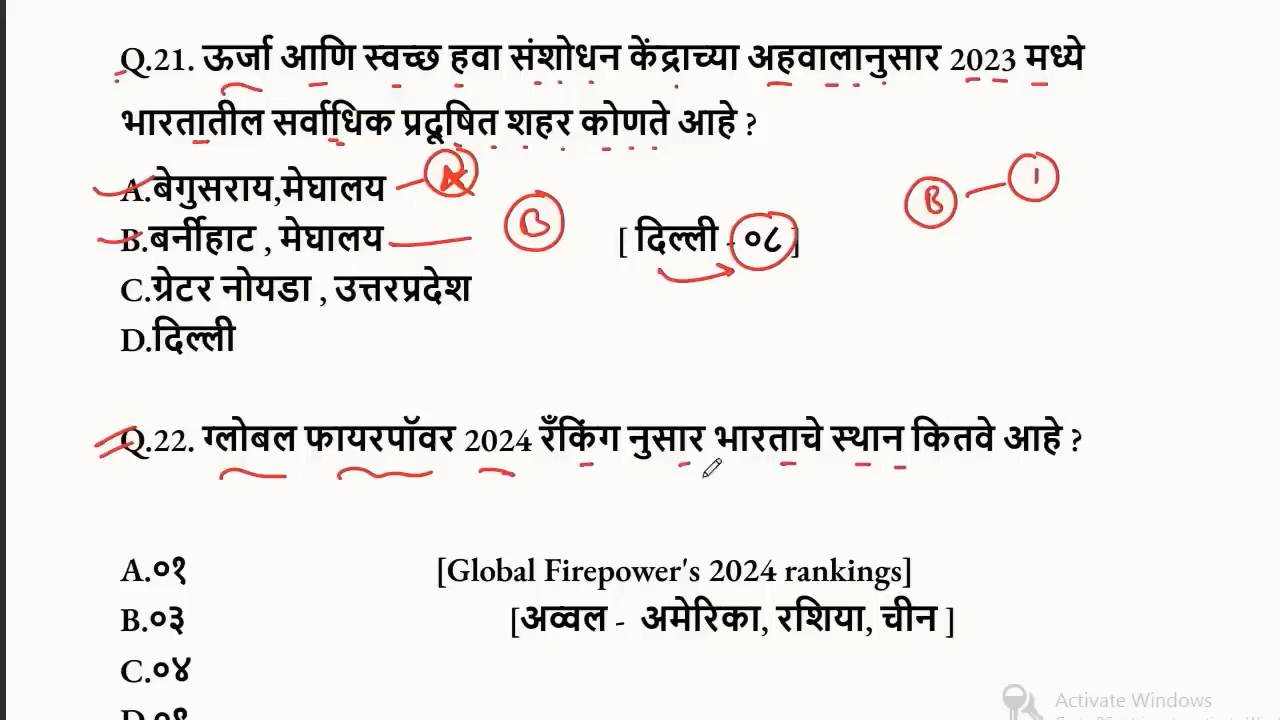 Q.21. ऊर्जा आणि स्वच्छ हवा संशोधन केंद्राच्या अहवालानुसार 2023 मध्ये
भारतातील सर्वाधिक प्रदूषित शहर कोणते आहे ?
A.बेगुसराय,मेघालय A
B.बर्नीहाट , मेघालय B [ दिल्ली - ०८ ] B 1
C.ग्रेटर नोयडा , उत्तरप्रदेश
D.दिल्ली
Q.22. ग्लोबल फायरपॉवर 2024 रँकिंग नुसार भारताचे स्थान कितवे आहे ?
A.०१ [Global Firepower's 2024 rankings]
B.०३ [अव्वल - अमेरिका, रशिया, चीन ]
C.०४
Activate Windows